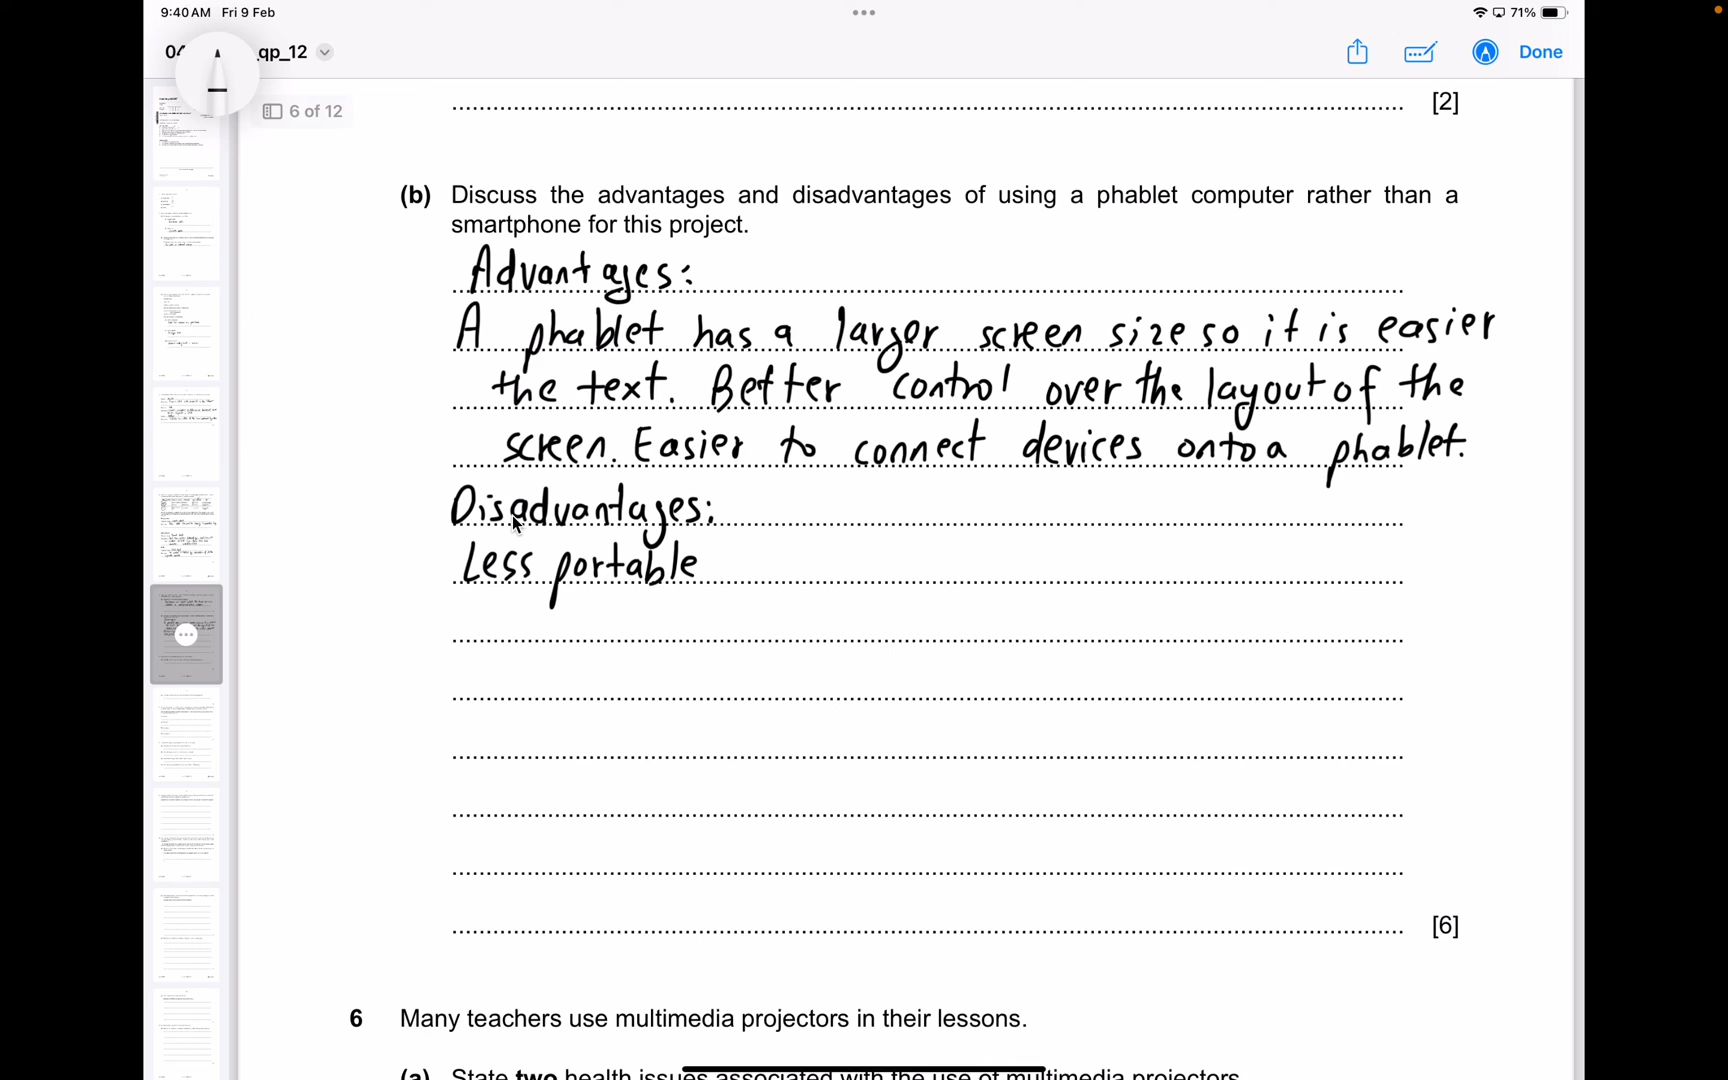 9:40 AM Fri 9 Feb
71%
04
_qp_12
Done
6 of 12
[2]
(b) Discuss the advantages and disadvantages of using a phablet computer rather than a
smartphone for this project.
Advantages:
A phablet has a larger screen size so it is easier
the text. Better control over the layout of the
screen. Easier to connect devices onto a phablet.
Disadvantages:
Less portable
[6]
6 Many teachers use multimedia projectors in their lessons.
(a) State two health issues associated with the use of multimedia projectors.